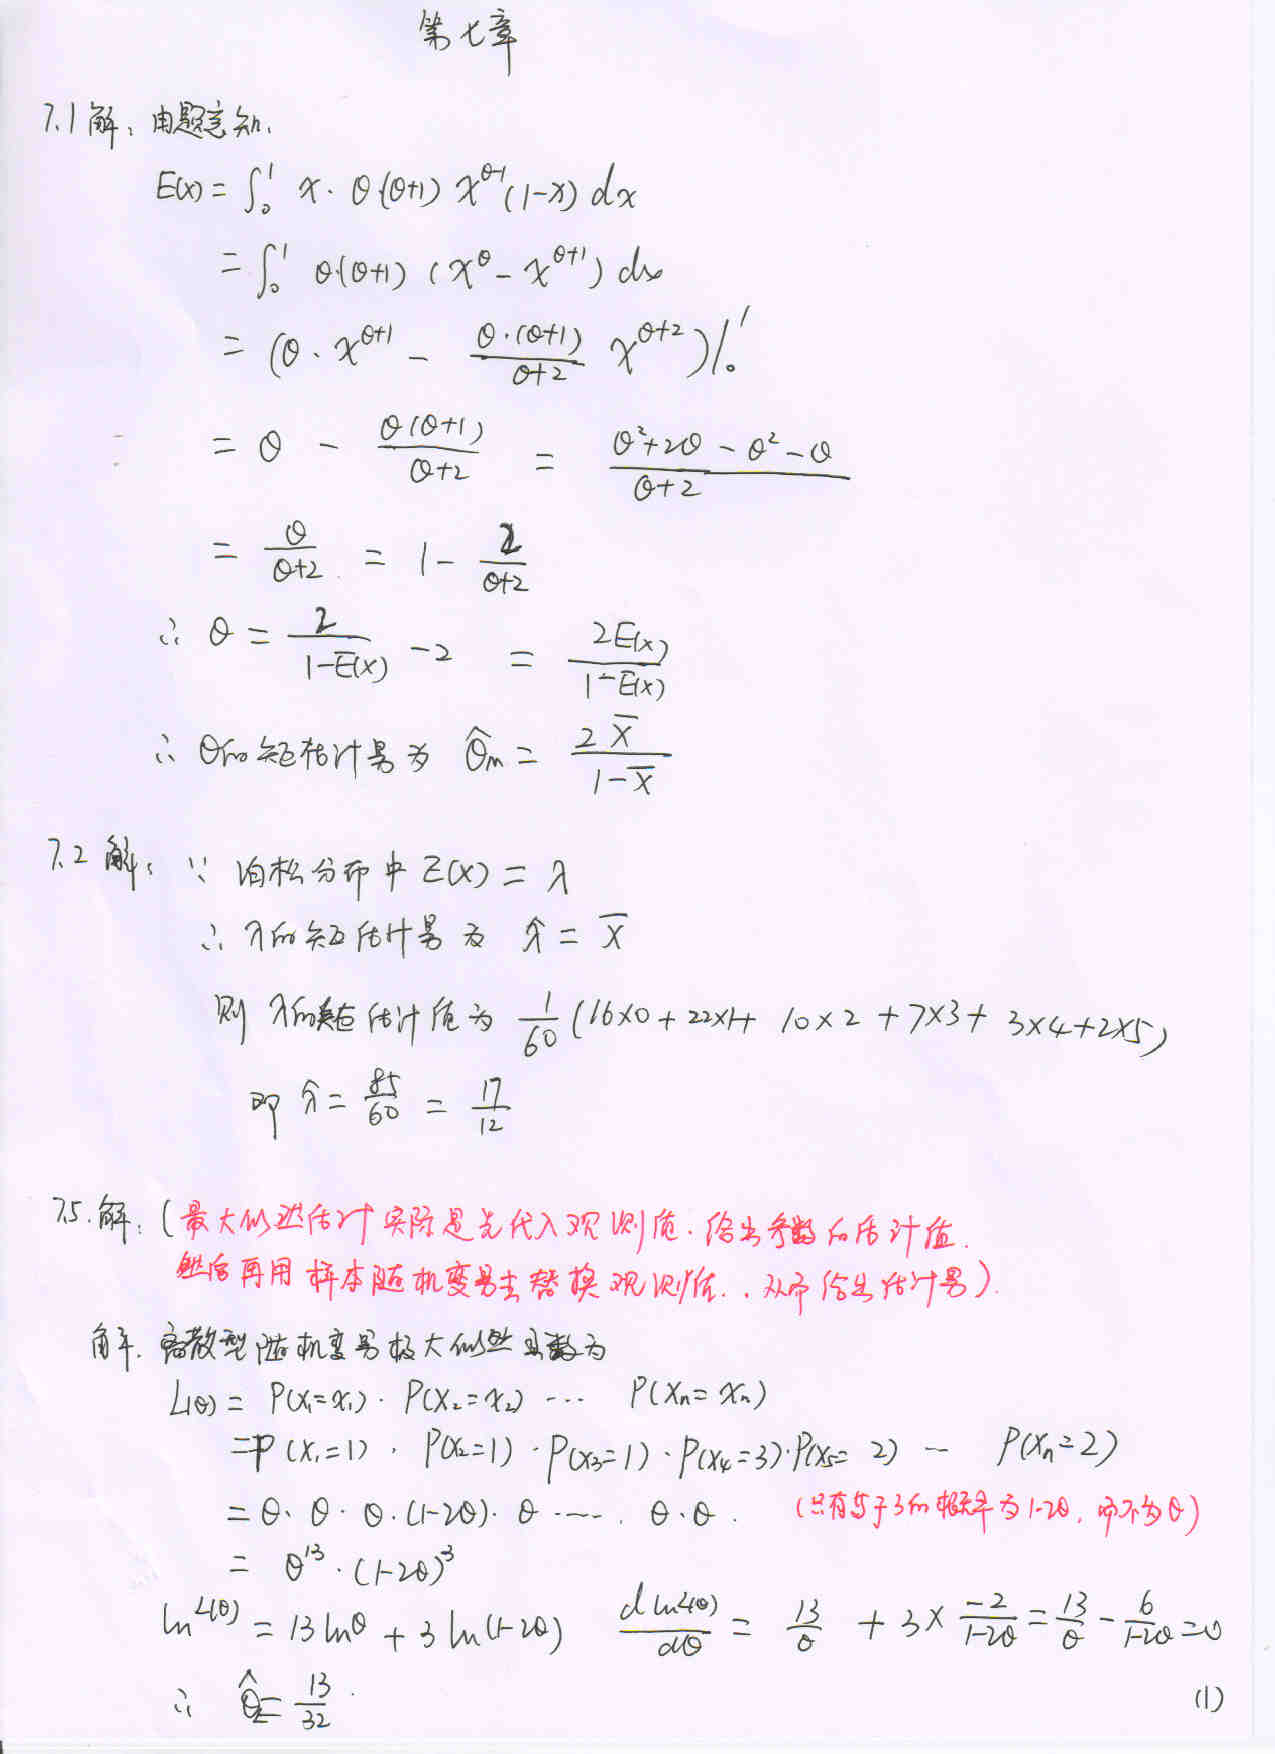 第七章
7.1解：由题意知，
E(x) = ∫₀¹ x·θ·(θ+1) x^(θ-1) (1-x) dx
= ∫₀¹ θ·(θ+1) (x^θ - x^(θ+1)) dx
= (θ·x^(θ+1) - θ·(θ+1)/(θ+2) x^(θ+2)) |₀¹
= θ - θ(θ+1)/(θ+2) = (θ²+2θ-θ²-θ)/(θ+2)
= θ/(θ+2) = 1 - 2/(θ+2)
∴ θ = 2/(1-E(x)) - 2 = 2E(x)/(1-E(x))
∴ θ的矩估计量为 θ̂m = 2X̄/(1-X̄)
7.2 解：∵ 泊松分布中 E(X) = λ
∴ λ的矩估计量为 λ̂ = X̄
则 λ的矩估计值为 1/60 (16×0 + 22×1 + 10×2 + 7×3 + 3×4 + 2×5)
即 λ̂ = 85/60 = 17/12
7.5.解：(最大似然估计实际是先代入观测值.给出参数的估计值.
然后再用样本随机变量去替换观测值..从而给出估计量).
解.离散型随机变量极大似然函数为
L(θ) = P(X₁=x₁)·P(X₂=x₂) ··· P(Xn=xn)
= P(X₁=1)·P(X₂=1)·P(X₃=1)·P(X₄=3)·P(X₅=2) ··· P(Xn=2)
= θ·θ·θ·(1-2θ)·θ ····. θ·θ. (只有等于3的概率为1-2θ，而不为θ)
= θ¹³·(1-2θ)³
ln L(θ) = 13 lnθ + 3 ln(1-2θ) d lnL(θ)/dθ = 13/θ + 3 × -2/(1-2θ) = 13/θ - 6/(1-2θ) = 0
∴ θ̂_L = 13/32.
(1)